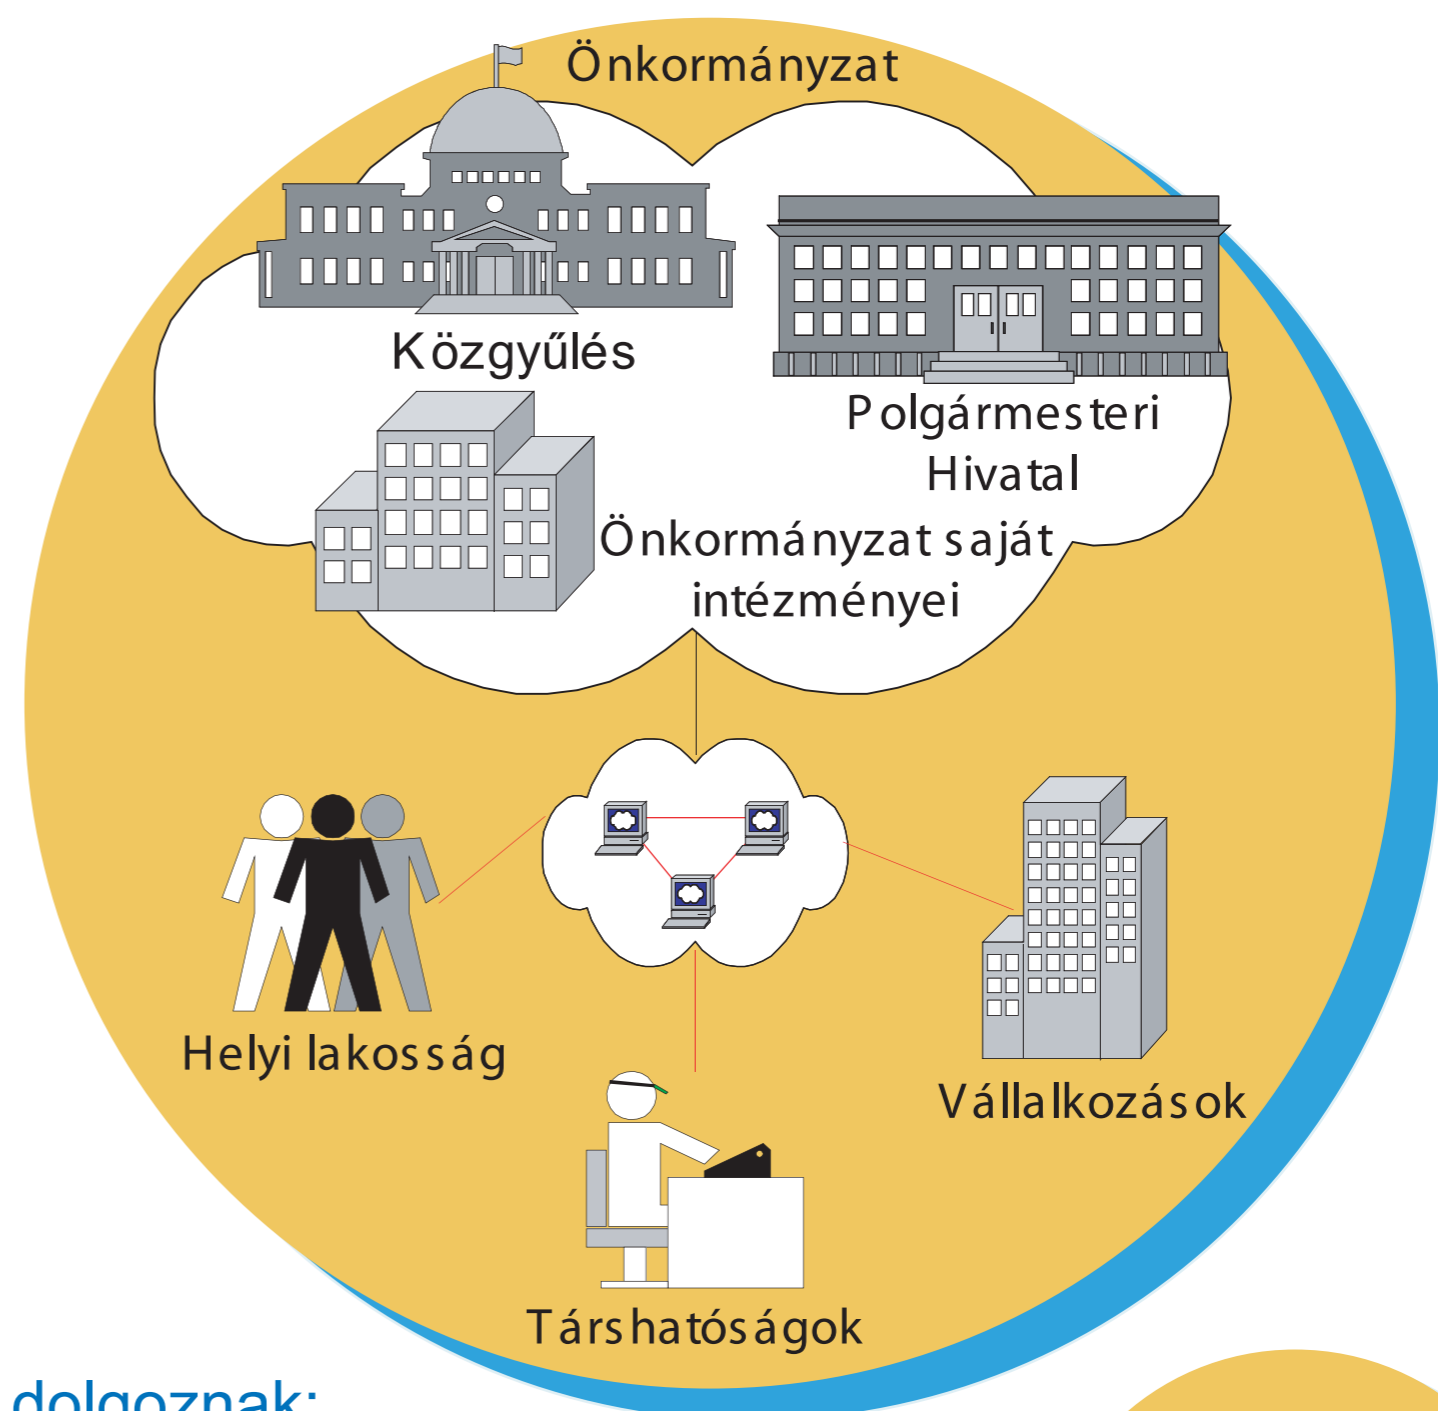 Önkormányzat
Közgyűlés
Polgármesteri
Hivatal
Önkormányzat saját
intézményei
Helyi lakosság
Vállalkozások
Társhatóságok
dolgoznak: